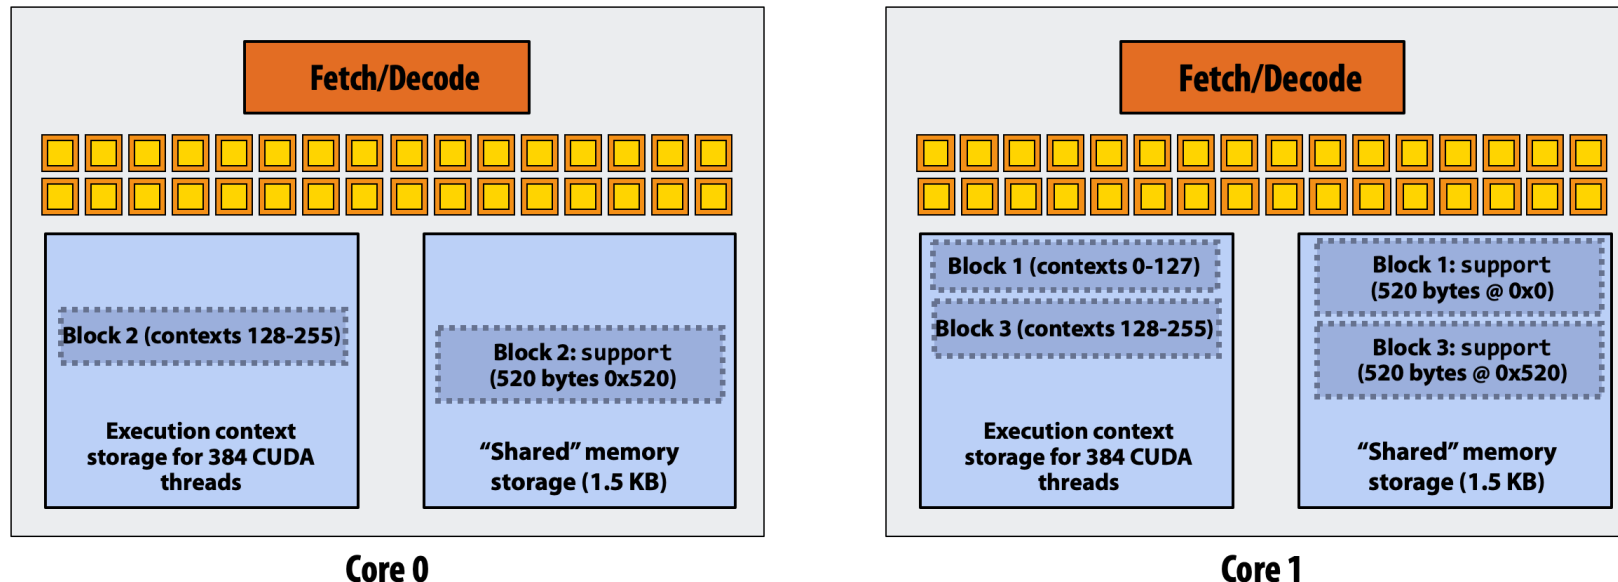 Fetch/Decode
Block 2 (contexts 128-255)
Execution context
storage for 384 CUDA
threads
Block 2: support
(520 bytes 0x520)
“Shared” memory
storage (1.5 KB)
Core 0
Fetch/Decode
Block 1 (contexts 0-127)
Block 3 (contexts 128-255)
Execution context
storage for 384 CUDA
threads
Block 1: support
(520 bytes @ 0x0)
Block 3: support
(520 bytes @ 0x520)
“Shared” memory
storage (1.5 KB)
Core 1